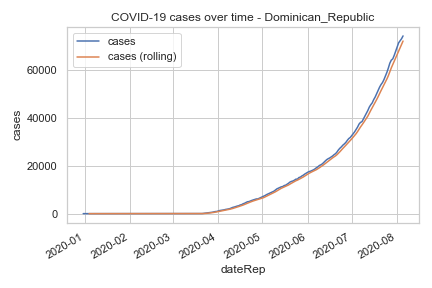 COVID-19 cases over time - Dominican_Republic
cases
cases (rolling)
cases
60000
40000
20000
0
2020-01
2020-02
2020-03
2020-04
2020-05
2020-06
2020-07
2020-08
dateRep